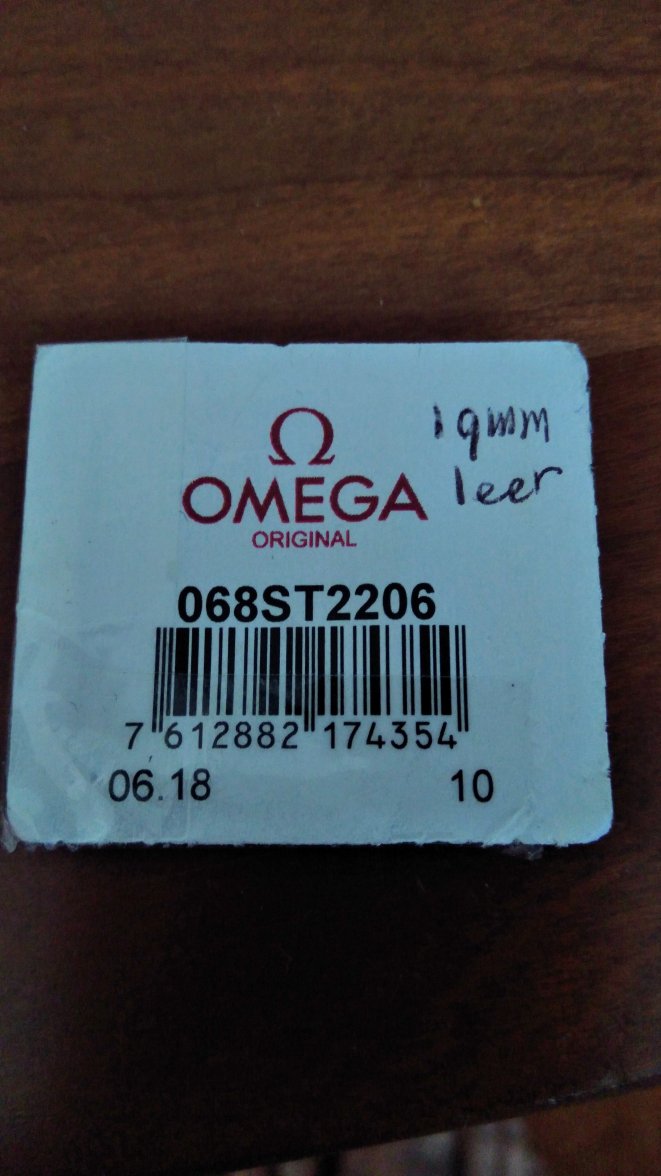 Ω
19mm
leer
OMEGA
ORIGINAL
068ST2206
7 612882 174354
06.18 10